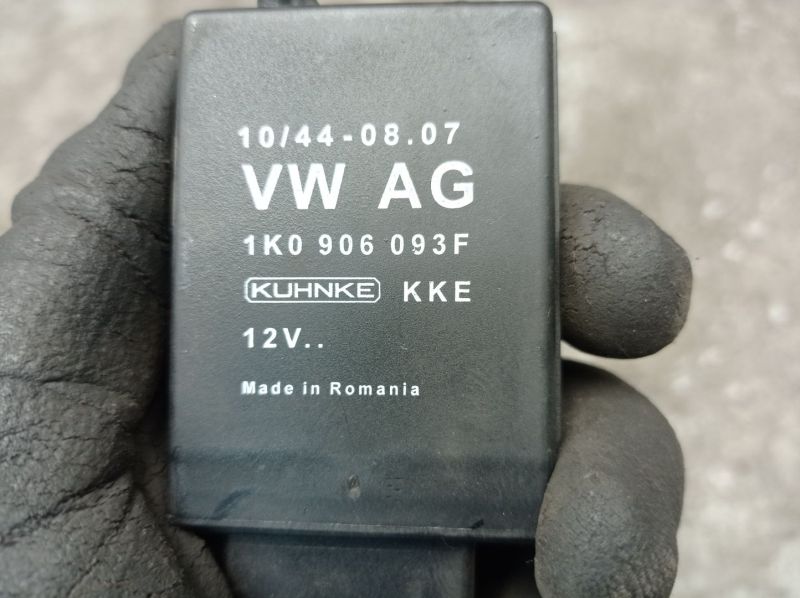 10/44-08.07
VW AG
1K0 906 093F
KUHNKE KKE
12V..
Made in Romania